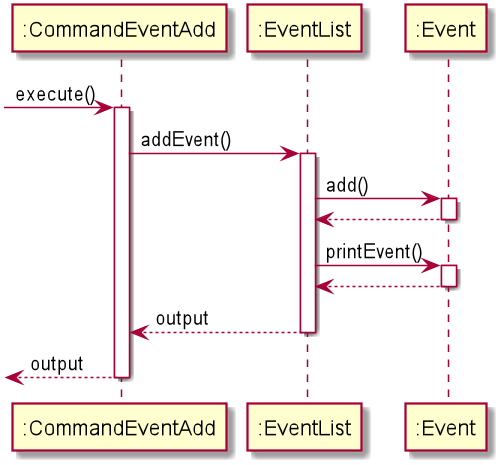 :CommandEventAdd :EventList :Event
execute()
addEvent()
add()
printEvent()
output
output
:CommandEventAdd :EventList :Event